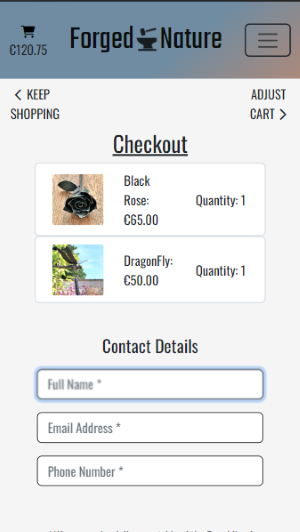 €120.75
Forged Nature
KEEP
SHOPPING
ADJUST
CART
Checkout
Black
Rose:
€65.00
Quantity: 1
DragonFly:
€50.00
Quantity: 1
Contact Details
Full Name *
Email Address *
Phone Number *